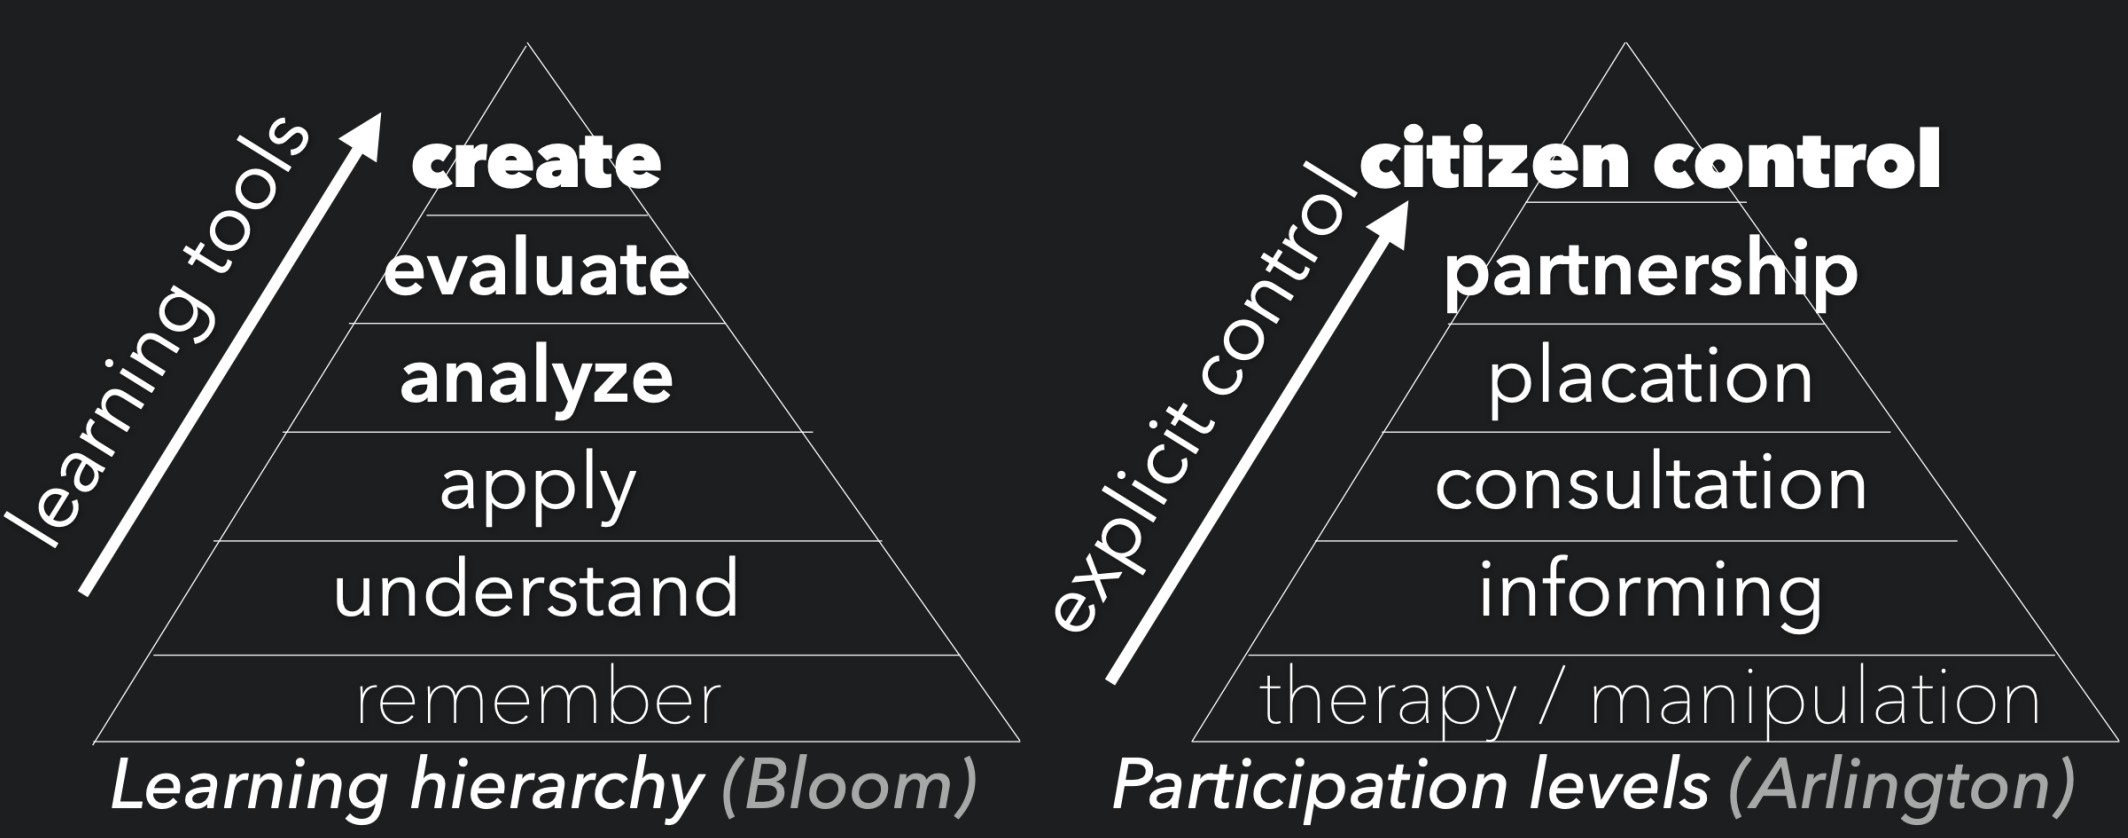 learning tools
create
evaluate
analyze
apply
understand
remember
Learning hierarchy (Bloom)
explicit control
citizen control
partnership
placation
consultation
informing
therapy / manipulation
Participation levels (Arlington)